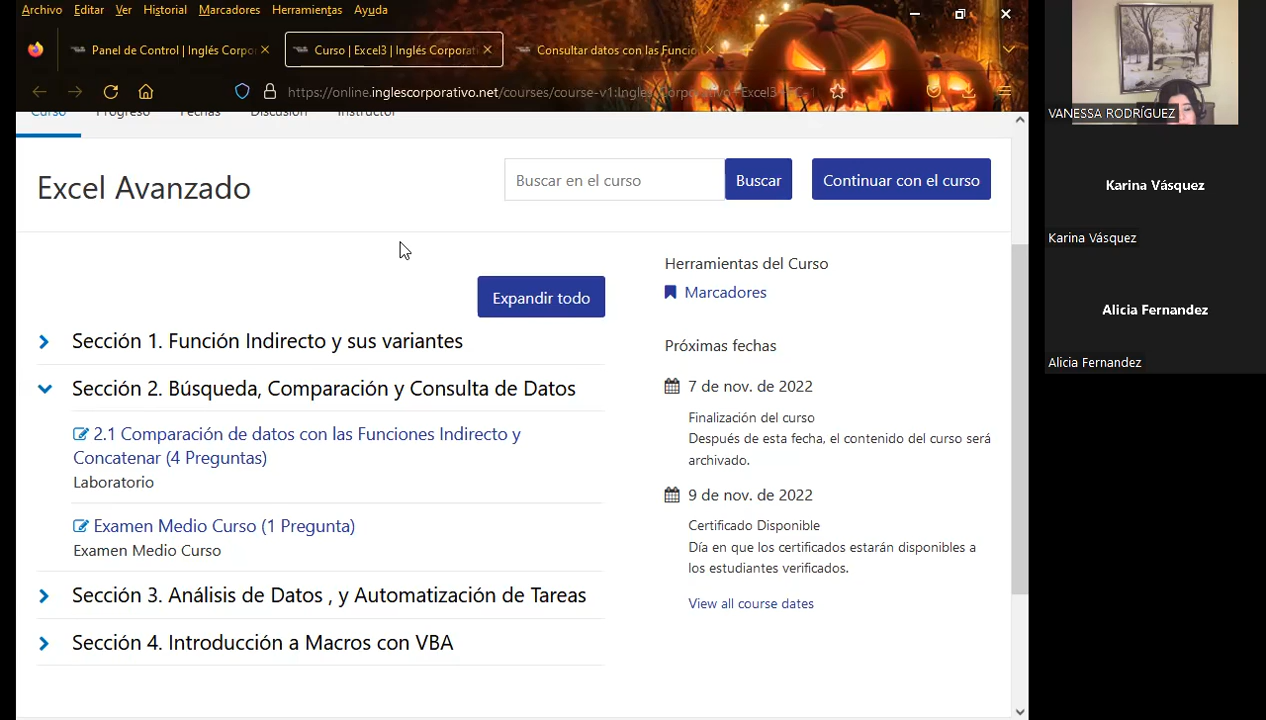 Archivo Editar Ver Historial Marcadores Herramientas Ayuda
Panel de Control | Inglés Corpo
Curso | Excel3 | Inglés Corporati
Consultar datos con las Funcio
https://online.inglescorporativo.net/courses/course-v1:Ingles
Curso Progreso Fechas Discusión Instructor
Excel Avanzado
Buscar en el curso
Buscar
Continuar con el curso
Herramientas del Curso
Marcadores
Expandir todo
Sección 1. Función Indirecto y sus variantes
Sección 2. Búsqueda, Comparación y Consulta de Datos
2.1 Comparación de datos con las Funciones Indirecto y
Concatenar (4 Preguntas)
Laboratorio
Examen Medio Curso (1 Pregunta)
Examen Medio Curso
Sección 3. Análisis de Datos , y Automatización de Tareas
Sección 4. Introducción a Macros con VBA
Próximas fechas
7 de nov. de 2022
Finalización del curso
Después de esta fecha, el contenido del curso será
archivado.
9 de nov. de 2022
Certificado Disponible
Día en que los certificados estarán disponibles a
los estudiantes verificados.
View all course dates
VANESSA RODRÍGUEZ
Karina Vásquez
Karina Vásquez
Alicia Fernandez
Alicia Fernandez